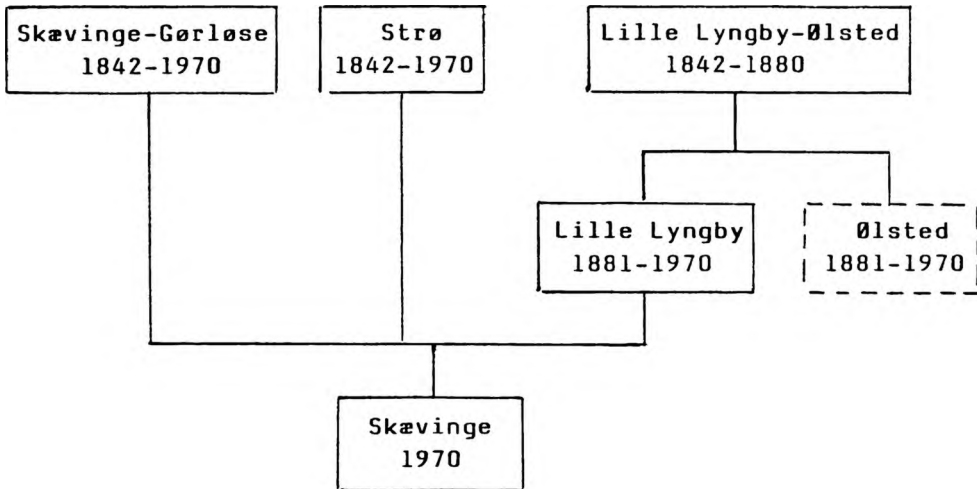 Skævinge-Gørløse
1842-1970
Strø
1842-1970
Lille Lyngby-Ølsted
1842-1880
Lille Lyngby
1881-1970
Ølsted
1881-1970
Skævinge
1970